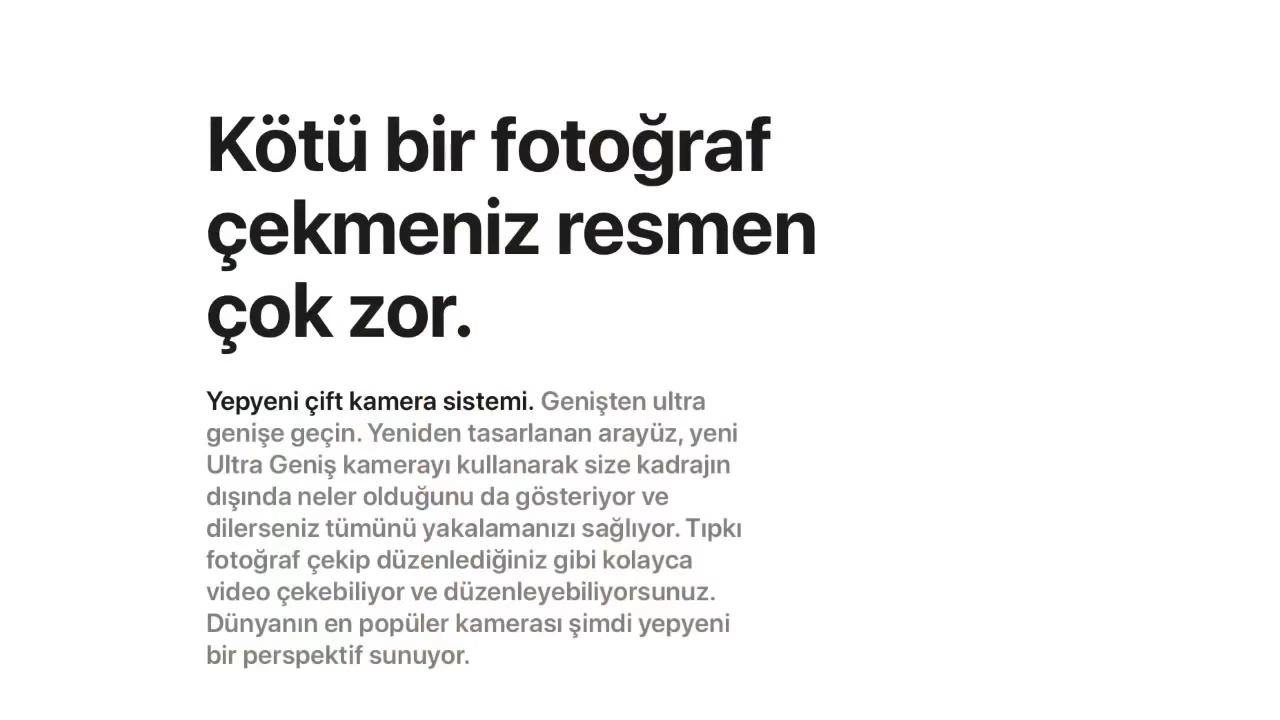 Kötü bir fotoğraf
çekmeniz resmen
çok zor.
Yepyeni çift kamera sistemi. Genişten ultra
genişe geçin. Yeniden tasarlanan arayüz, yeni
Ultra Geniş kamerayı kullanarak size kadrajın
dışında neler olduğunu da gösteriyor ve
dilerseniz tümünü yakalamanızı sağlıyor. Tıpkı
fotoğraf çekip düzenlediğiniz gibi kolayca
video çekebiliyor ve düzenleyebiliyorsunuz.
Dünyanın en popüler kamerası şimdi yepyeni
bir perspektif sunuyor.